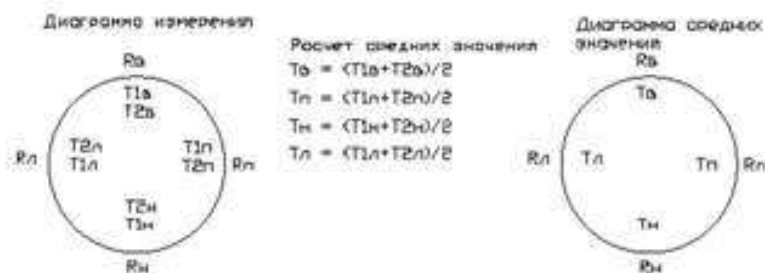 Диаграмма измерения
Rв
T1в
T2в
T2л
T1л
T1п
T2п
Rл
Rп
T2н
T1н
Rн
Расчет средних значений
Tв = (T1в+T2в)/2
Tп = (T1п+T2п)/2
Tн = (T1н+T2н)/2
Tл = (T1л+T2л)/2
Диаграмма средних
значений
Rв
Tв
Rл
Tл
Tп
Rп
Tн
Rн